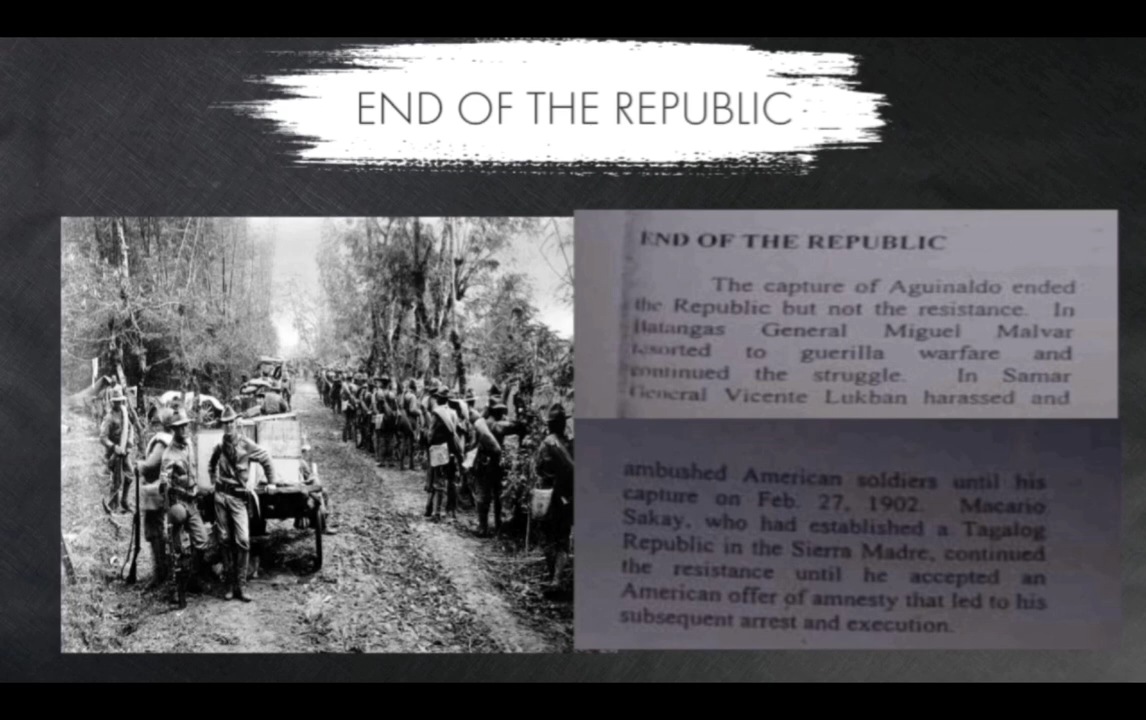 END OF THE REPUBLIC
END OF THE REPUBLIC
The capture of Aguinaldo ended
the Republic but not the resistance. In
Batangas General Miguel Malvar
resorted to guerilla warfare and
continued the struggle. In Samar
General Vicente Lukban harassed and
ambushed American soldiers until his
capture on Feb. 27, 1902. Macario
Sakay, who had established a Tagalog
Republic in the Sierra Madre, continued
the resistance until he accepted an
American offer of amnesty that led to his
subsequent arrest and execution.